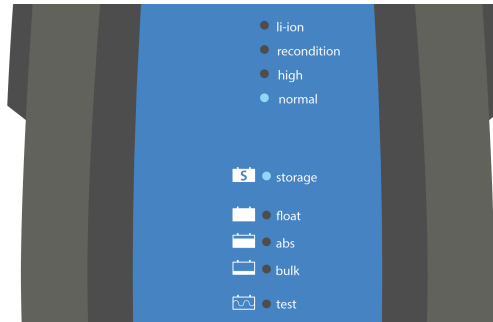 li-ion
recondition
high
normal
S storage
float
abs
bulk
test